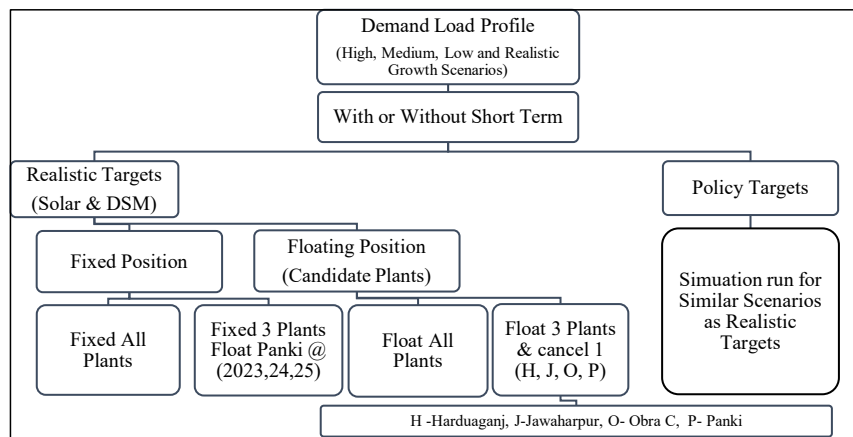 Demand Load Profile
(High, Medium, Low and Realistic
Growth Scenarios)
With or Without Short Term
Realistic Targets
(Solar & DSM)
Policy Targets
Fixed Position
Floating Position
(Candidate Plants)
Simuation run for
Similar Scenarios
as Realistic
Targets
Fixed All
Plants
Fixed 3 Plants
Float Panki @
(2023,24,25)
Float All
Plants
Float 3 Plants
& cancel 1
(H, J, O, P)
H -Harduaganj, J-Jawaharpur, O- Obra C, P- Panki